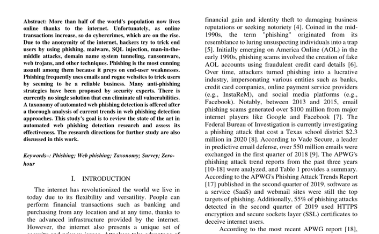 Abstract: More than half of the world's population now lives
online thanks to the internet. Unfortunately, as online
transactions increase, so do cybercrimes, which are on the rise.
Due to the anonymity of the internet, hackers try to trick end
users by using phishing, malware, SQL injection, man-in-the-
middle attacks, domain name system tunneling, ransomware,
web trojans, and other techniques. Phishing is the most cunning
assault among them since it preys on end-user weaknesses.
Phishing frequently uses emails and rogue websites to trick users
by seeming to be a reliable business. Many anti-phishing
strategies have been proposed by security experts. There is
currently no single solution that can eliminate all vulnerabilities.
A taxonomy of automated web phishing detection is offered after
a thorough analysis of current trends in web phishing detection
approaches. This study's goal is to review the state of the art in
automated web phishing detection research and assess its
effectiveness. The research directions for further study are also
discussed in this work.
Keywords-: Phishing; Web phishing; Taxonomy; Survey; Zero-
hour
I. INTRODUCTION
The internet has revolutionized the world we live in
today due to its flexibility and versatility. People can
perform financial transactions such as banking and
purchasing from any location and at any time, thanks to
the advanced infrastructure provided by the internet.
However, the internet also presents a unique set of
financial gain and identity theft to damaging business
reputations or seeking notoriety [4]. Coined in the mid-
1990s, the term "phishing" originated from its
resemblance to luring unsuspecting individuals into a trap
[5]. Initially emerging on America Online (AOL) in the
early 1990s, phishing scams involved the creation of fake
AOL accounts using fraudulent credit card details [6].
Over time, attackers turned phishing into a lucrative
industry, impersonating various entities such as banks,
credit card companies, online payment service providers
(e.g., InstaReM), and social media platforms (e.g.,
Facebook). Notably, between 2013 and 2015, email
phishing scams generated over $100 million from major
internet players like Google and Facebook [7]. The
Federal Bureau of Investigation is currently investigating
a phishing attack that cost a Texas school district $2.3
million in 2020 [8]. According to Vade Secure, a leader
in predictive email defense, over 550 million emails were
exchanged in the first quarter of 2018 [9]. The APWG's
phishing attack trend reports from the past three years
[10-18] were analyzed, and Table 1 provides a summary.
According to the APWG's Phishing Attack Trends Report
[17] published in the second quarter of 2019, software as
a service (SaaS) and webmail sites were still the top
targets of phishing. Additionally, 55% of phishing attacks
detected in the second quarter of 2019 used HTTPS
encryption and secure sockets layer (SSL) certificates to
deceive internet users.
According to the most recent APWG report [18],